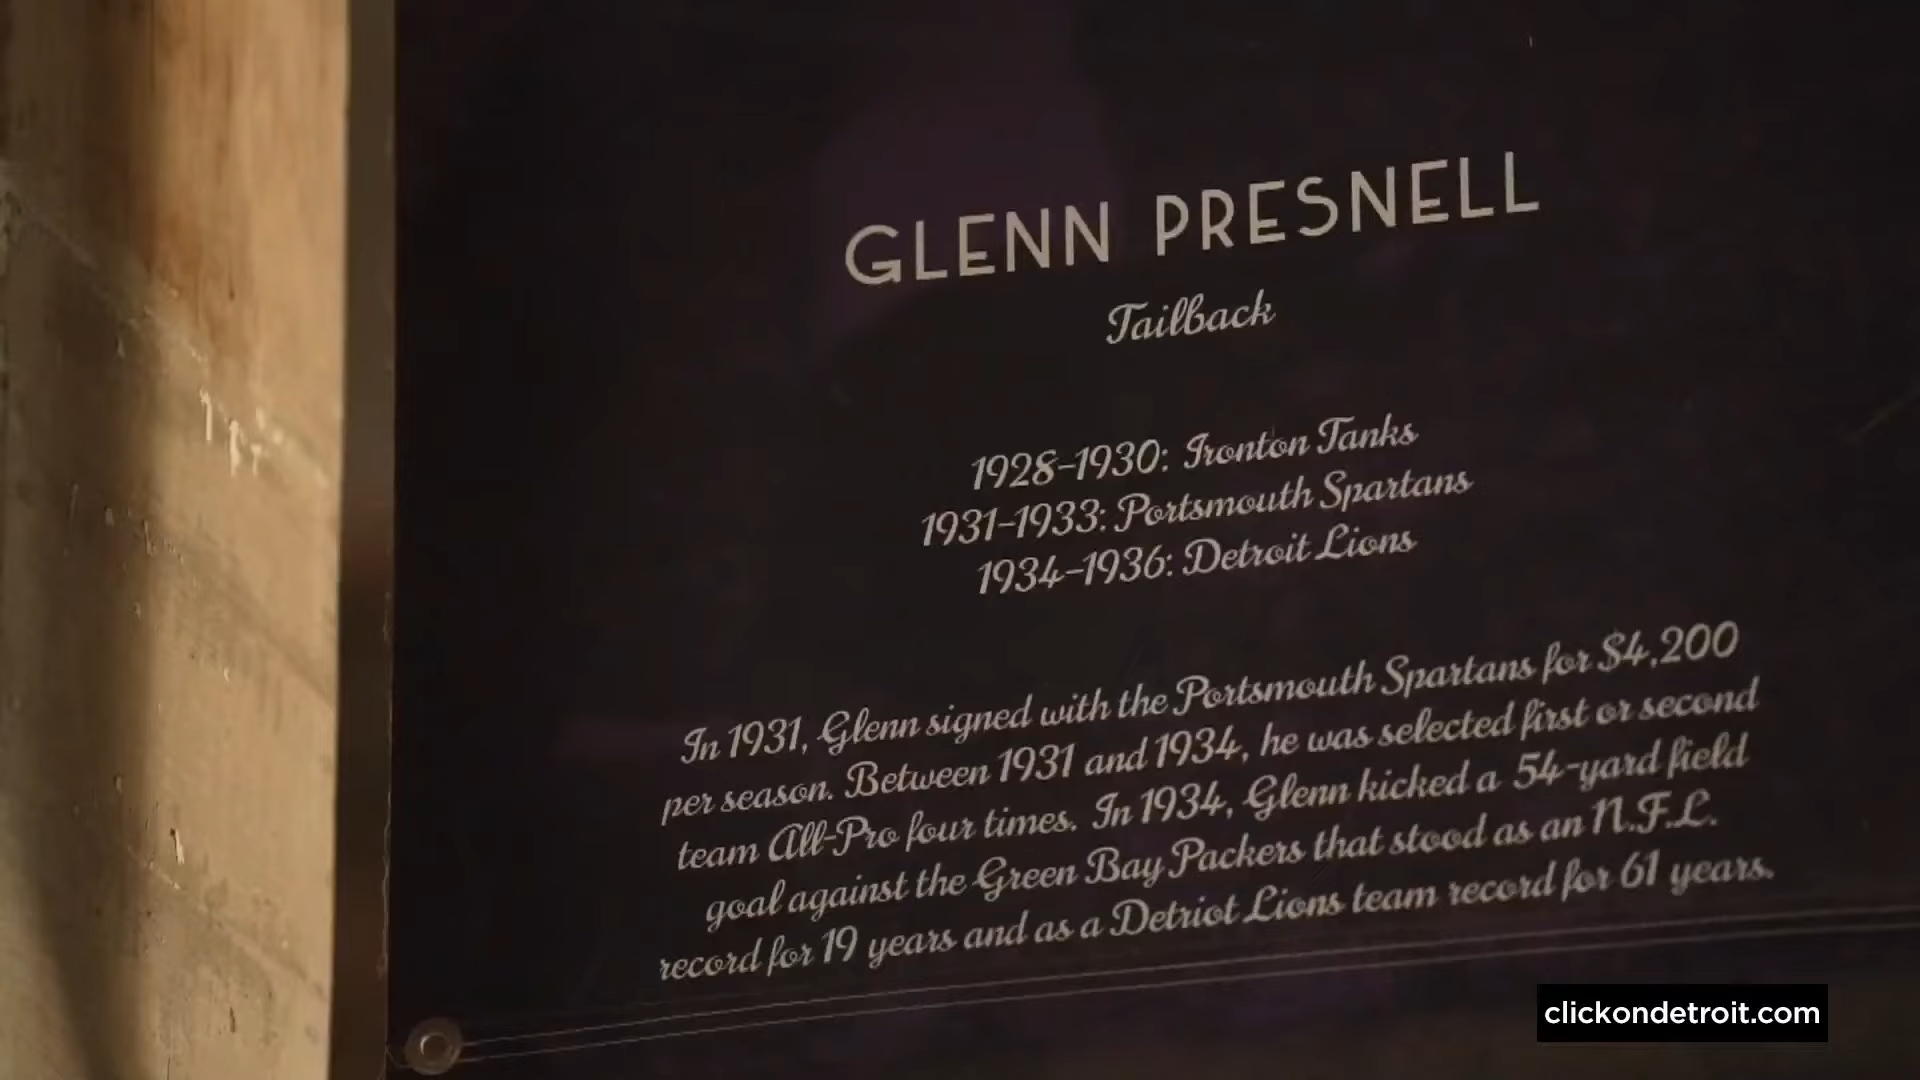 GLENN PRESNELL
Tailback
1928-1930: Ironton Tanks
1931-1933: Portsmouth Spartans
1934-1936: Detroit Lions
In 1931, Glenn signed with the Portsmouth Spartans for $4,200
per season. Between 1931 and 1934, he was selected first or second
team All-Pro four times. In 1934, Glenn kicked a 54-yard field
goal against the Green Bay Packers that stood as an N.F.L.
record for 19 years and as a Detriot Lions team record for 61 years.
clickondetroit.com